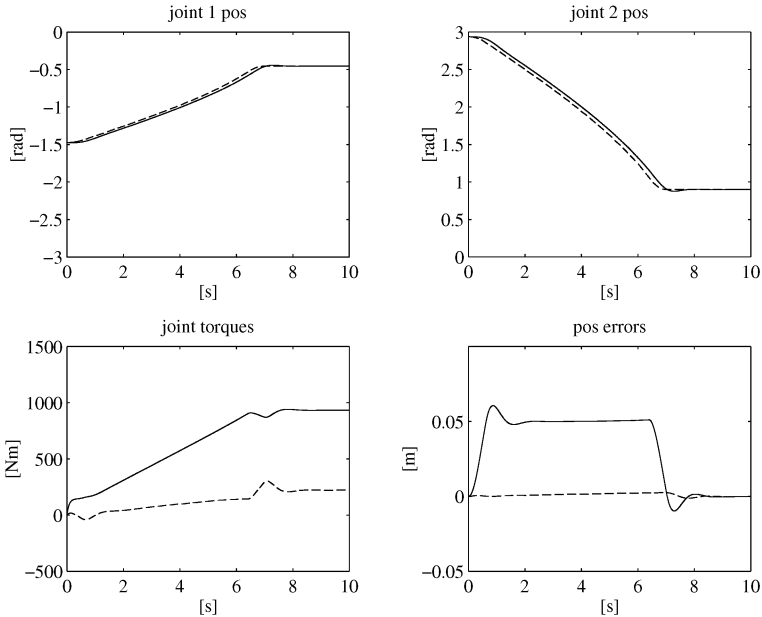 joint 1 pos
0
−0.5
−1
−1.5
−2
−2.5
−3
[rad]
0 2 4 6 8 10
[s]
joint 2 pos
3
2.5
2
1.5
1
0.5
0
[rad]
0 2 4 6 8 10
[s]
joint torques
1500
1000
500
0
−500
[Nm]
0 2 4 6 8 10
[s]
pos errors
0.05
0
−0.05
[m]
0 2 4 6 8 10
[s]